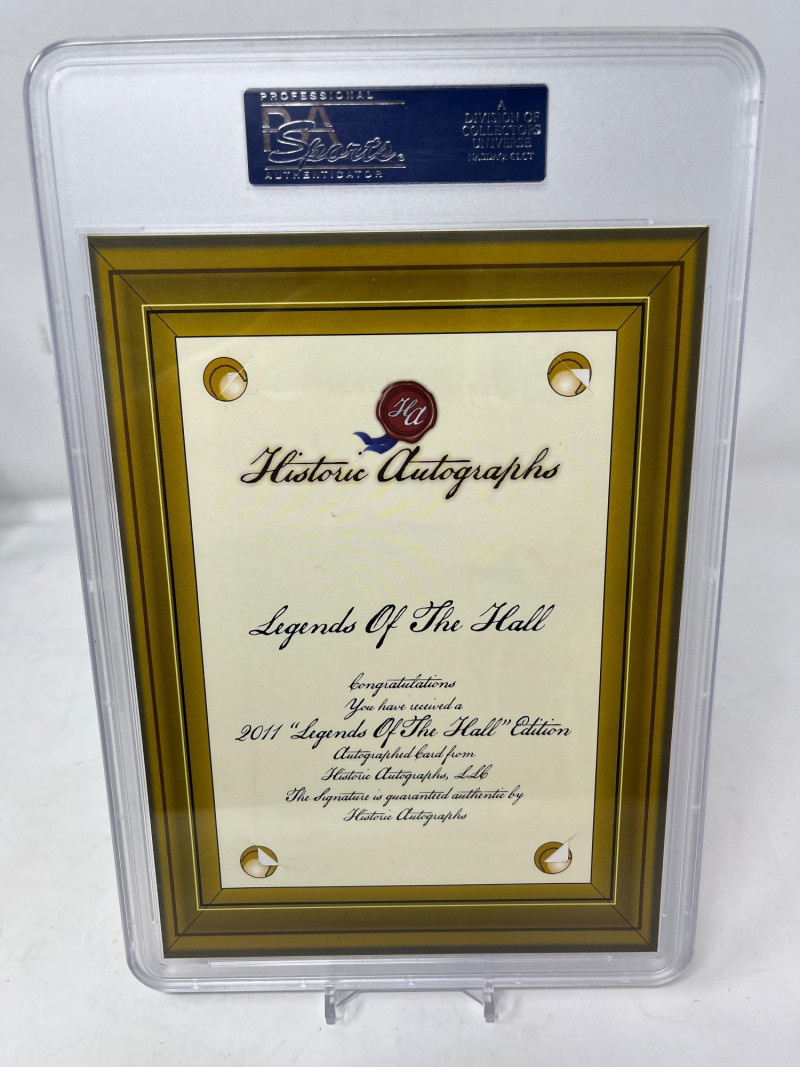 PROFESSIONAL
PSA
Sports
AUTHENTICATOR
A
DIVISION OF
COLLECTORS
UNIVERSE
NASDAQ: CLCT
HA
Historic Autographs
Legends Of The Hall
Congratulations
You have received a
2011 "Legends Of The Hall" Edition
Autographed Card from
Historic Autographs, LLC
The Signature is guaranteed authentic by
Historic Autographs